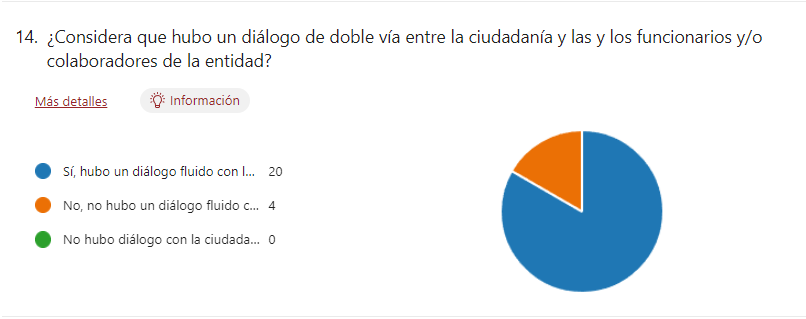 14. ¿Considera que hubo un diálogo de doble vía entre la ciudadanía y las y los funcionarios y/o
colaboradores de la entidad?
Más detalles
Información
Sí, hubo un diálogo fluido con l... 20
No, no hubo un diálogo fluido c... 4
No hubo diálogo con la ciudada... 0